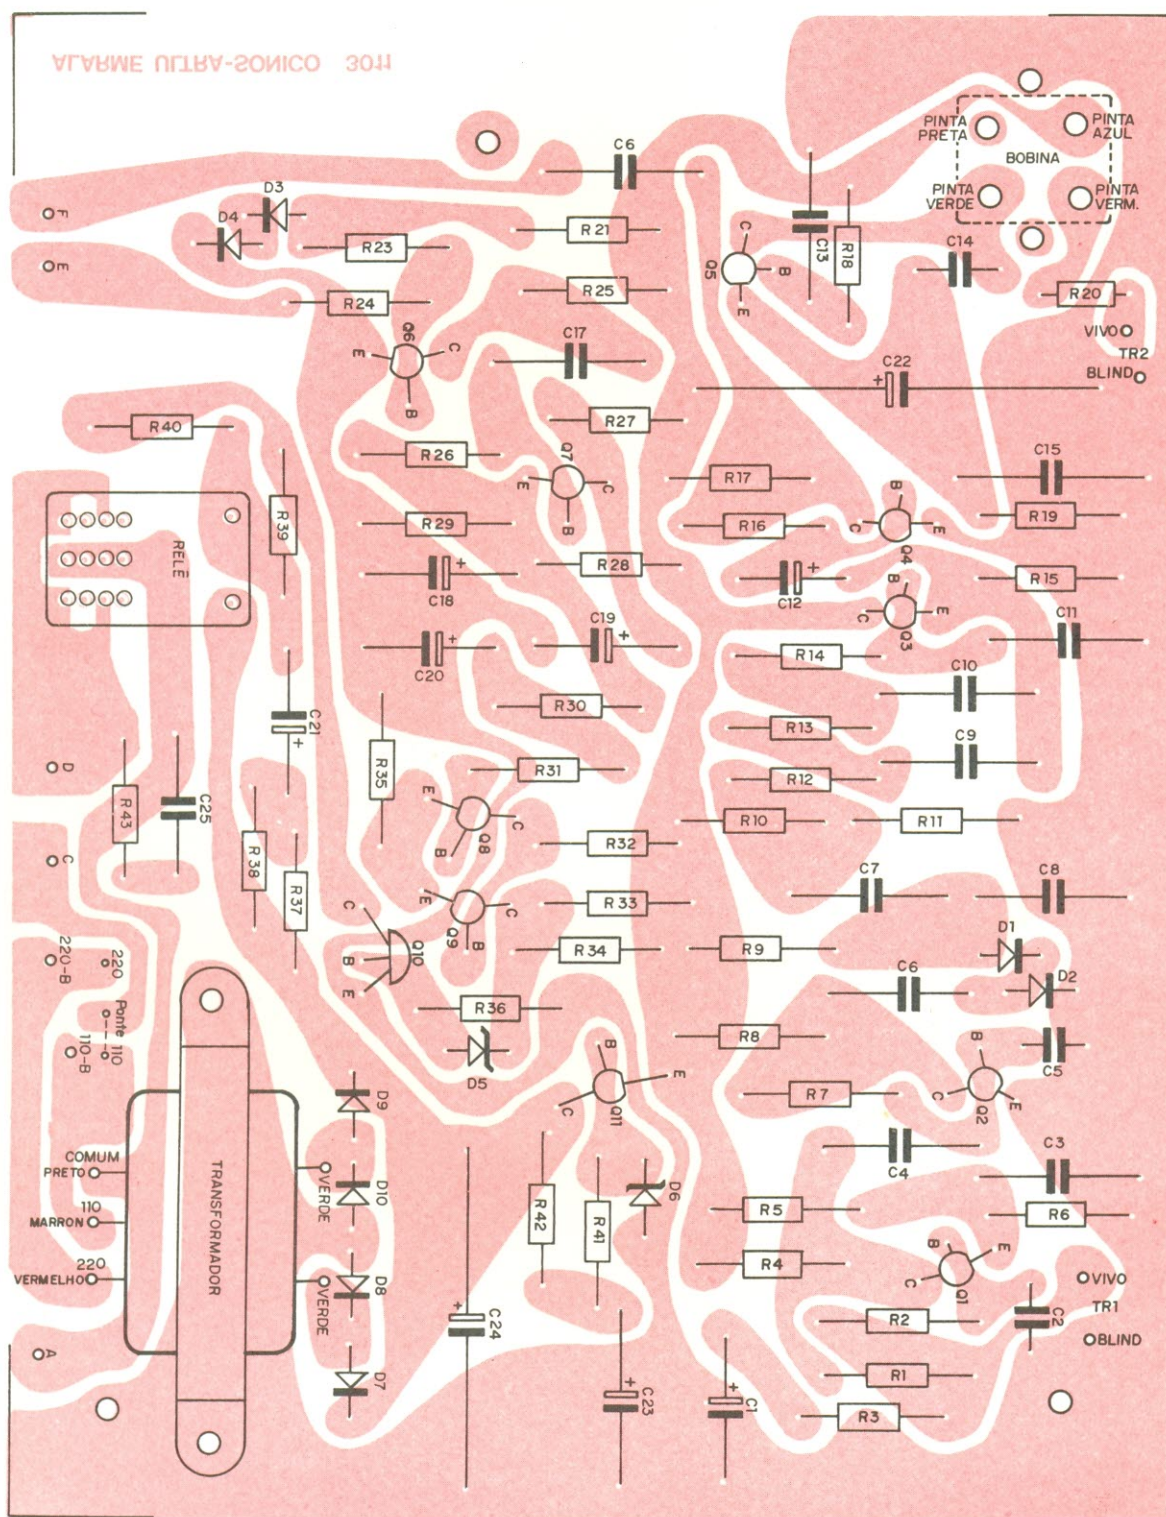 ALARME ULTRA-SONICO 3011
PINTA PRETA
PINTA AZUL
BOBINA
PINTA VERDE
PINTA VERM.
C6
D3
D4
F
E
R23
R21
C
Q5
B
E
C13
R18
C14
R24
R25
R20
VIVO
TR2
BLIND
Q6
E
C
B
C17
C22
+
R40
R27
R26
Q7
E
C
B
R17
C15
R39
R29
R16
B
C
E
Q4
R19
RELÊ
C18
+
R28
C12
+
B
C
E
Q3
R15
C11
C20
+
C19
+
R14
C10
C21
+
R30
R13
C9
D
R43
C25
R35
R31
R12
E
C
B
Q8
R10
R11
R38
R32
C
R37
C7
C8
E
C
B
Q9
R33
C
B
E
Q10
R34
R9
D1
220-B
220
C6
D2
Ponte
R36
110-B
110
D5
R8
C5
B
E
C
Q11
B
C
E
Q2
D9
R7
C4
C3
COMUM
PRETO
VERDE
D10
TRANSFORMADOR
R42
R41
D6
R5
R6
110
MARRON
R4
B
E
C
Q1
220
VERMELHO
VERDE
D8
VIVO
TR1
C2
BLIND
C24
+
R2
A
D7
R1
C23
+
C1
+
R3